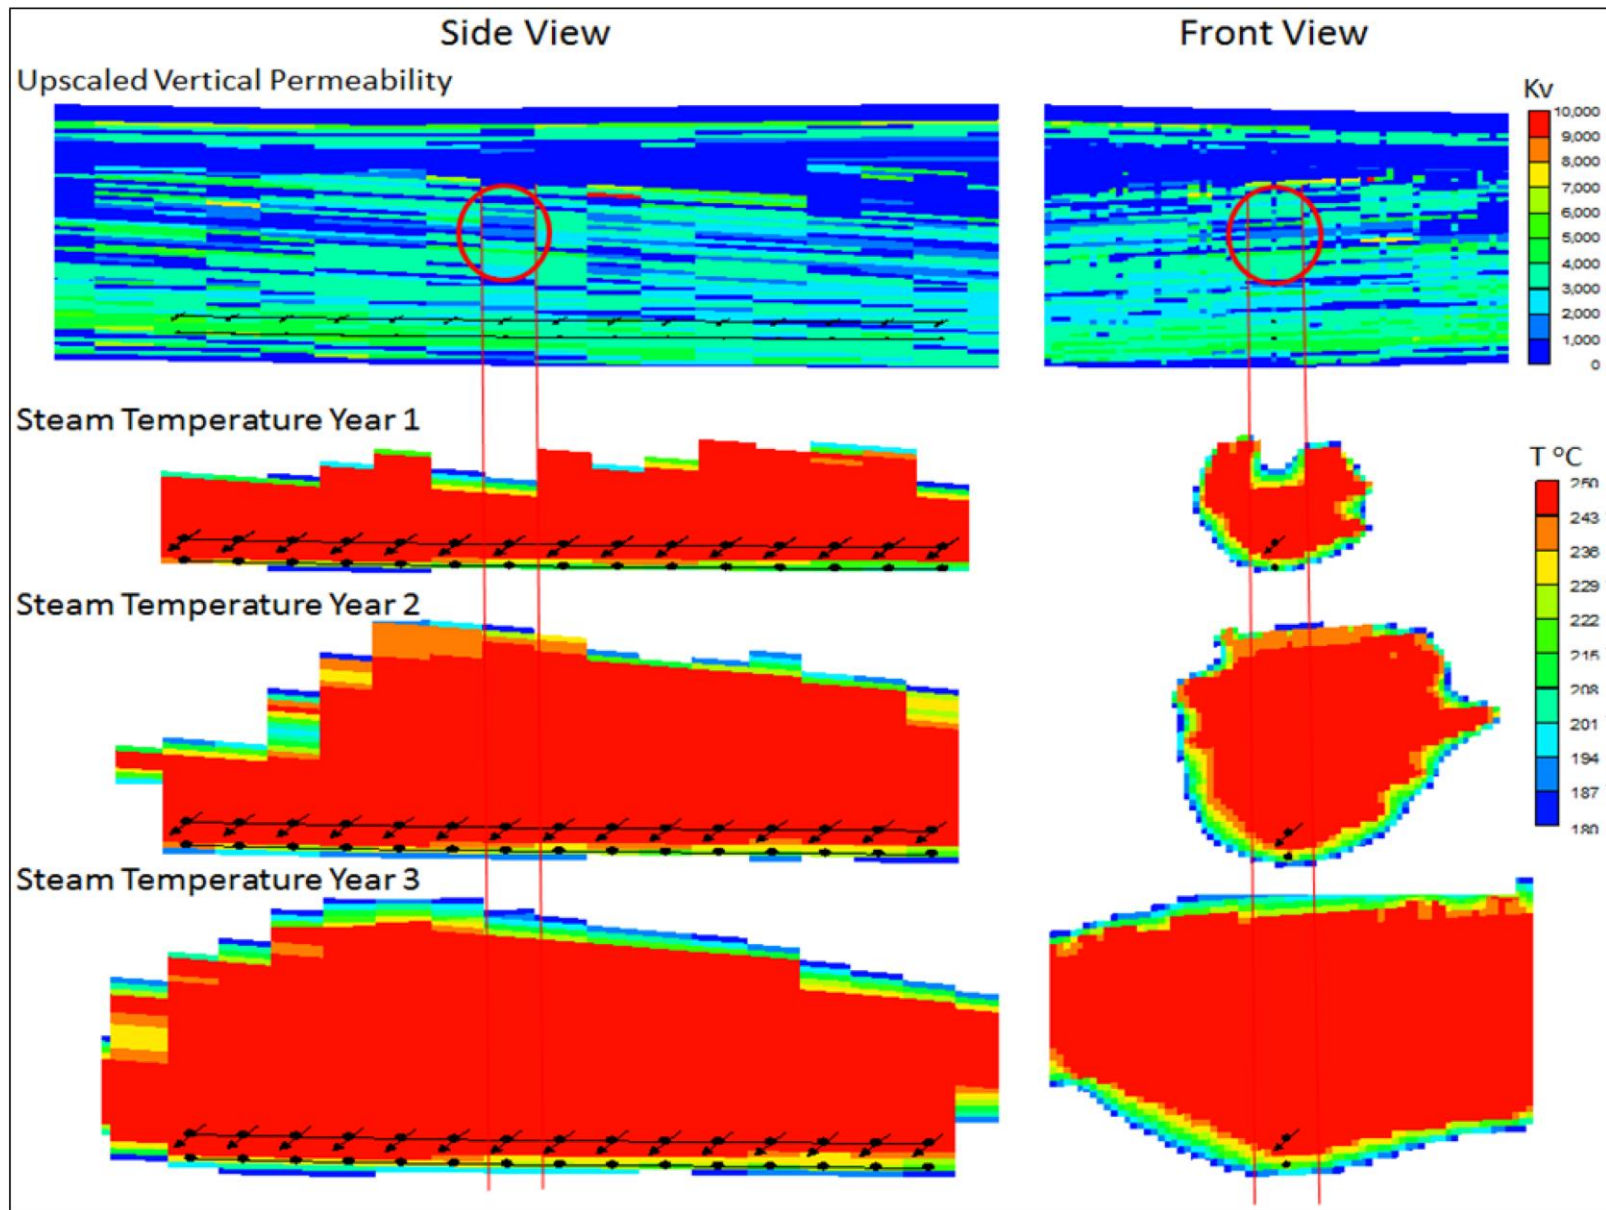 Side View
Front View
Upscaled Vertical Permeability
Kv
10,000
9,000
8,000
7,000
6,000
5,000
4,000
3,000
2,000
1,000
0
Steam Temperature Year 1
T °C
250
243
236
229
222
215
208
201
194
187
180
Steam Temperature Year 2
Steam Temperature Year 3